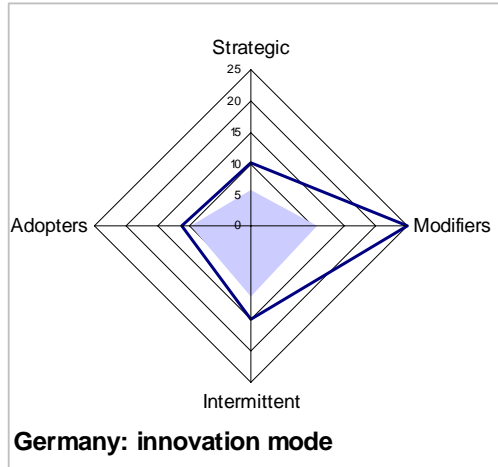 Strategic
25
20
15
10
5
0
Adopters
Modifiers
Intermittent
Germany: innovation mode